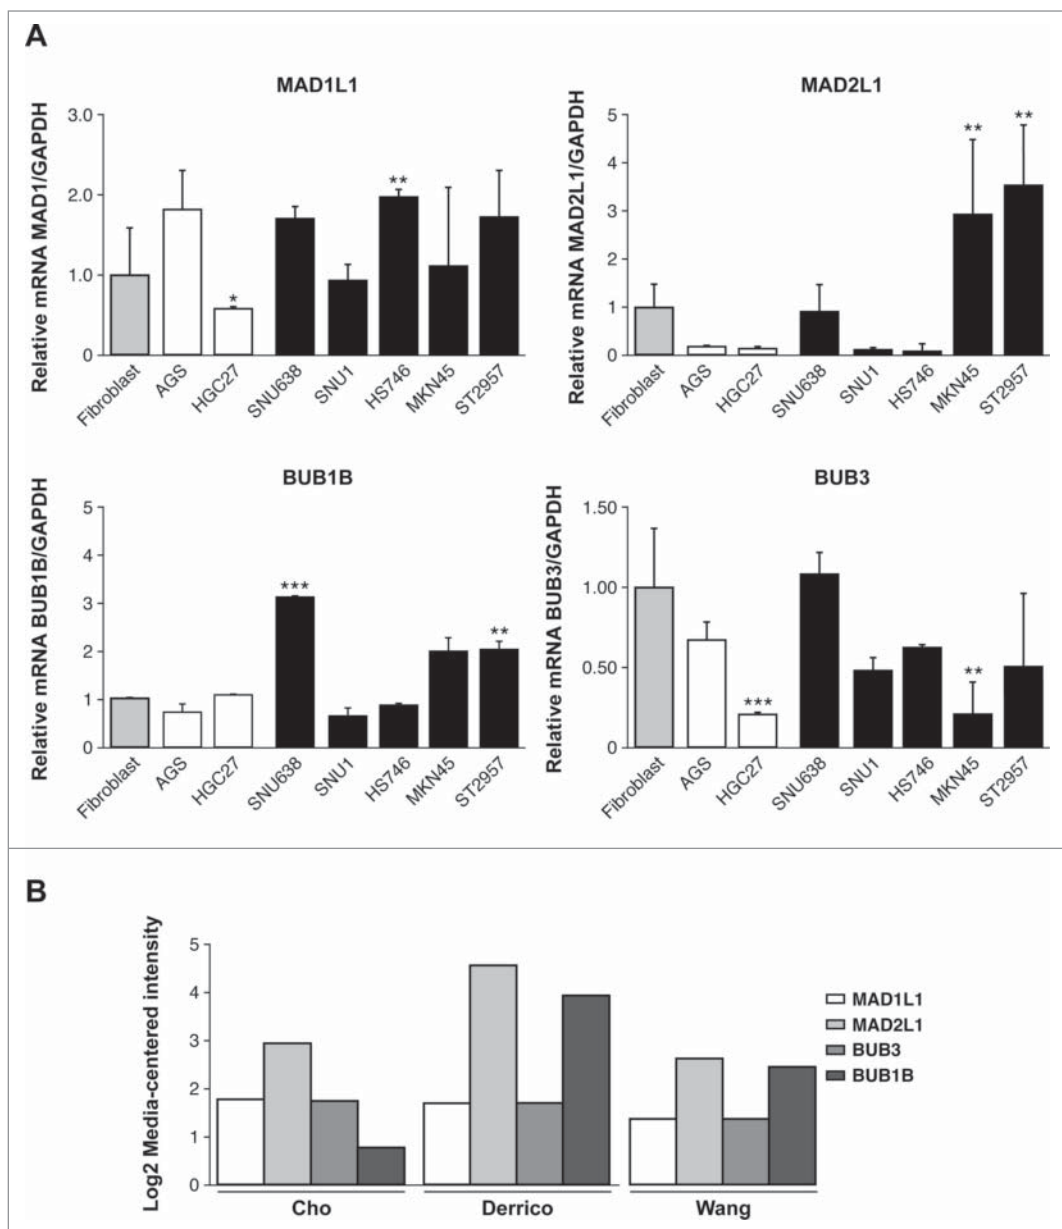 A
MAD1L1
Relative mRNA MAD1/GAPDH
3.0
2.0
1.0
0
*
**
Fibroblast
AGS
HGC27
SNU638
SNU1
HS746
MKN45
ST2957
MAD2L1
Relative mRNA MAD2L1/GAPDH
5
4
3
2
1
0
**
**
Fibroblast
AGS
HGC27
SNU638
SNU1
HS746
MKN45
ST2957
BUB1B
Relative mRNA BUB1B/GAPDH
5
4
3
2
1
0
***
**
Fibroblast
AGS
HGC27
SNU638
SNU1
HS746
MKN45
ST2957
BUB3
Relative mRNA BUB3/GAPDH
1.50
1.00
0.50
0
***
**
Fibroblast
AGS
HGC27
SNU638
SNU1
HS746
MKN45
ST2957
B
Log2 Media-centered intensity
5
4
3
2
1
0
Cho
Derrico
Wang
MAD1L1
MAD2L1
BUB3
BUB1B